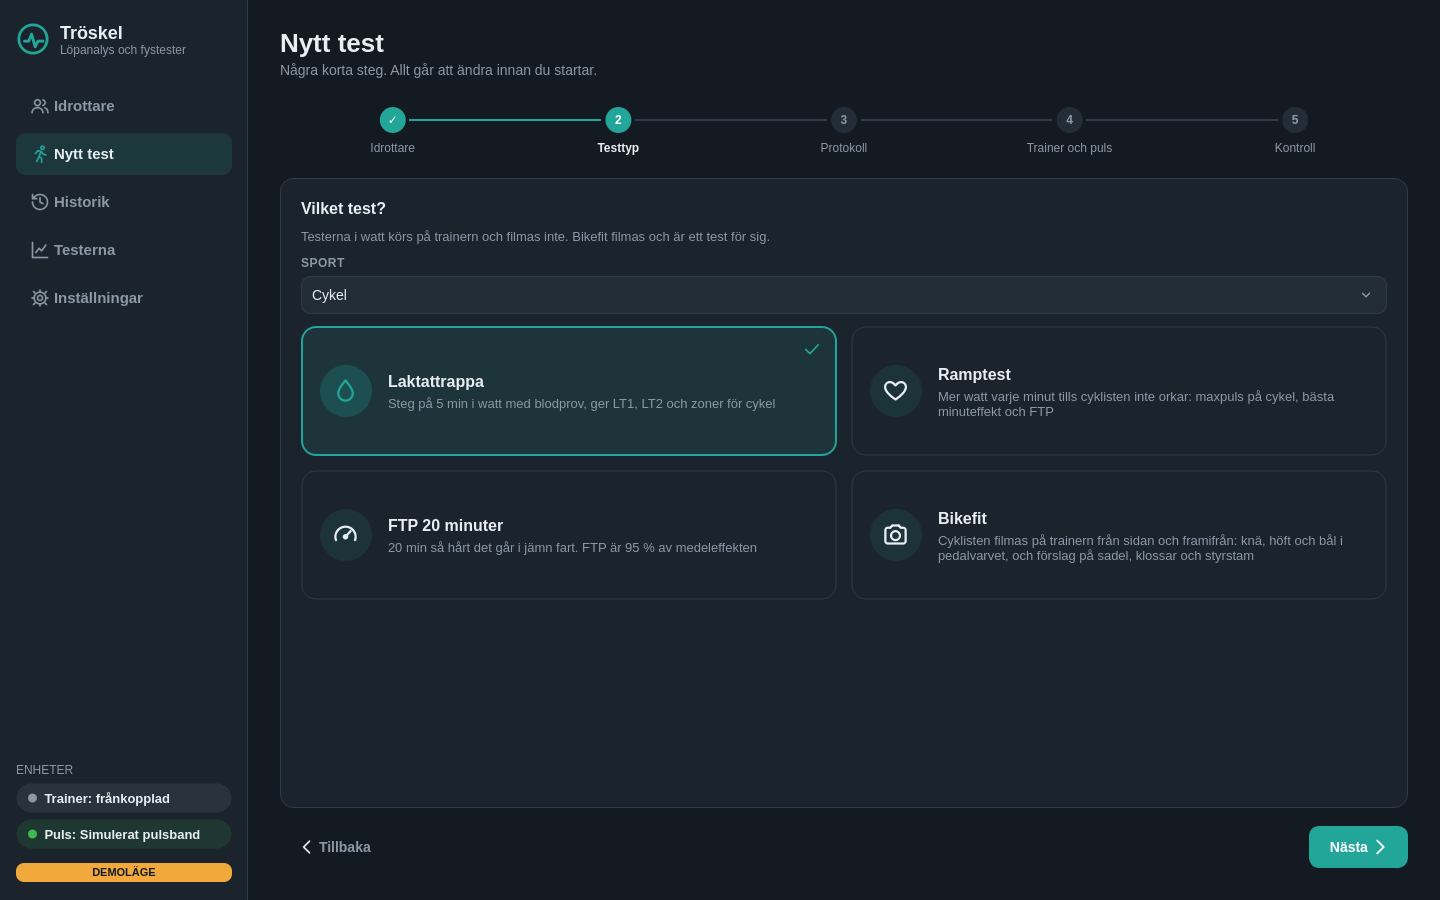 Tröskel
Löpanalys och fystester
Idrottare
Nytt test
Historik
Testerna
Inställningar
ENHETER
Trainer: frånkopplad
Puls: Simulerat pulsband
DEMOLÄGE
Nytt test
Några korta steg. Allt går att ändra innan du startar.
✓ 2 3 4 5
Idrottare Testtyp Protokoll Trainer och puls Kontroll
Vilket test?
Testerna i watt körs på trainern och filmas inte. Bikefit filmas och är ett test för sig.
SPORT
Cykel
Laktattrappa
Steg på 5 min i watt med blodprov, ger LT1, LT2 och zoner för cykel
Ramptest
Mer watt varje minut tills cyklisten inte orkar: maxpuls på cykel, bästa
minuteffekt och FTP
FTP 20 minuter
20 min så hårt det går i jämn fart. FTP är 95 % av medeleffekten
Bikefit
Cyklisten filmas på trainern från sidan och framifrån: knä, höft och bål i
pedalvarvet, och förslag på sadel, klossar och styrstam
Tillbaka
Nästa